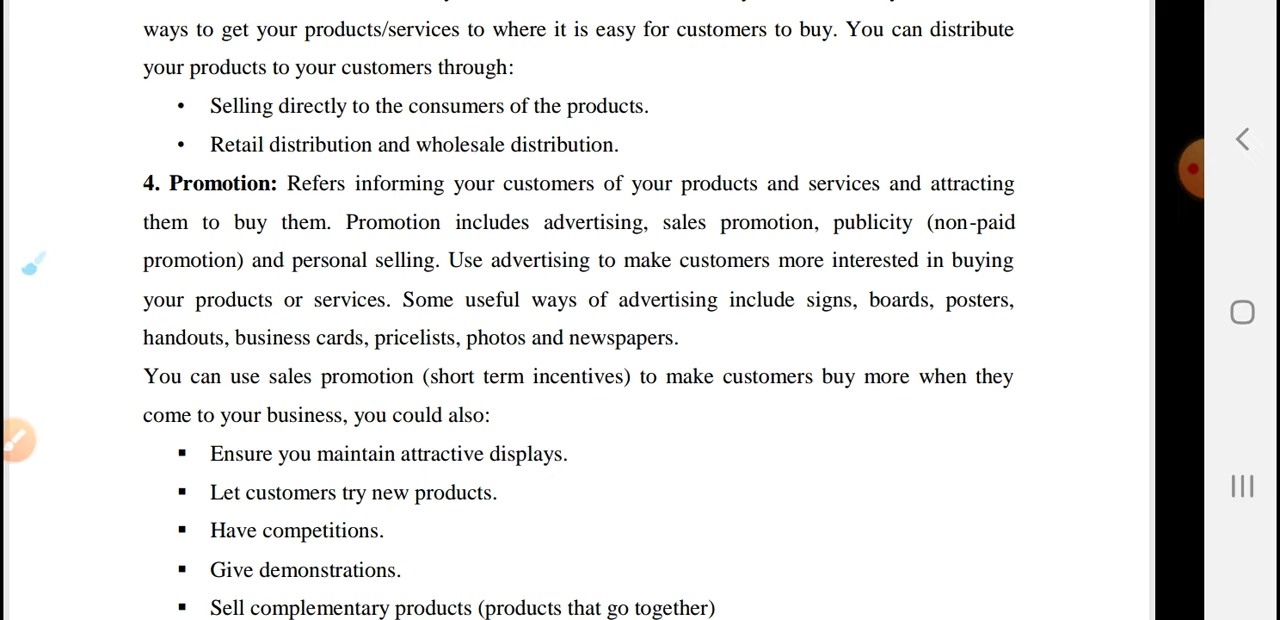 ways to get your products/services to where it is easy for customers to buy. You can distribute
your products to your customers through:
• Selling directly to the consumers of the products.
• Retail distribution and wholesale distribution.
4. Promotion: Refers informing your customers of your products and services and attracting
them to buy them. Promotion includes advertising, sales promotion, publicity (non-paid
promotion) and personal selling. Use advertising to make customers more interested in buying
your products or services. Some useful ways of advertising include signs, boards, posters,
handouts, business cards, pricelists, photos and newspapers.
You can use sales promotion (short term incentives) to make customers buy more when they
come to your business, you could also:
▪ Ensure you maintain attractive displays.
▪ Let customers try new products.
▪ Have competitions.
▪ Give demonstrations.
▪ Sell complementary products (products that go together)